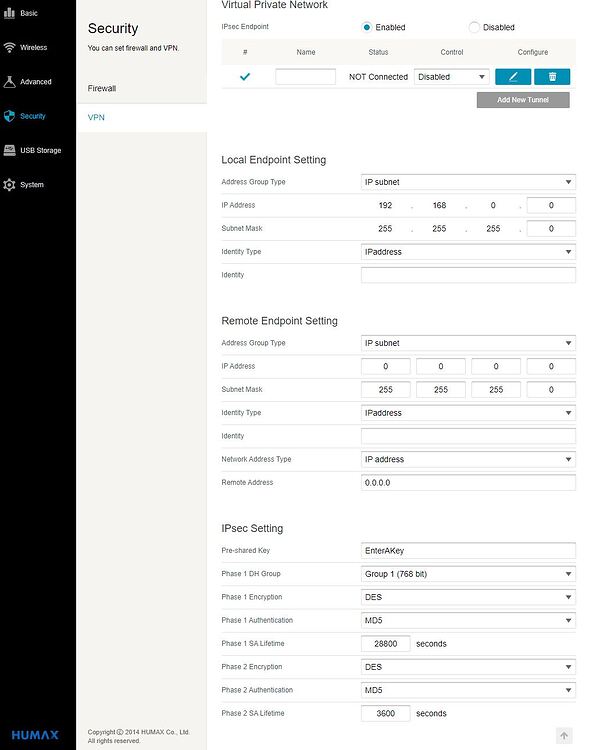 Basic
Wireless
Advanced
Security
USB Storage
System
HUMAX
Security
You can set firewall and VPN.
Firewall
VPN
Copyright ⓒ 2014 HUMAX Co., Ltd.
All rights reserved.
Virtual Private Network
IPsec Endpoint Enabled Disabled
# Name Status Control Configure
NOT Connected Disabled
Add New Tunnel
Local Endpoint Setting
Address Group Type IP subnet
IP Address 192 . 168 . 0 . 0
Subnet Mask 255 . 255 . 255 . 0
Identity Type IPaddress
Identity
Remote Endpoint Setting
Address Group Type IP subnet
IP Address 0 0 0 0
Subnet Mask 255 255 255 0
Identity Type IPaddress
Identity
Network Address Type IP address
Remote Address 0.0.0.0
IPsec Setting
Pre-shared Key EnterAKey
Phase 1 DH Group Group 1 (768 bit)
Phase 1 Encryption DES
Phase 1 Authentication MD5
Phase 1 SA Lifetime 28800 seconds
Phase 2 Encryption DES
Phase 2 Authentication MD5
Phase 2 SA Lifetime 3600 seconds